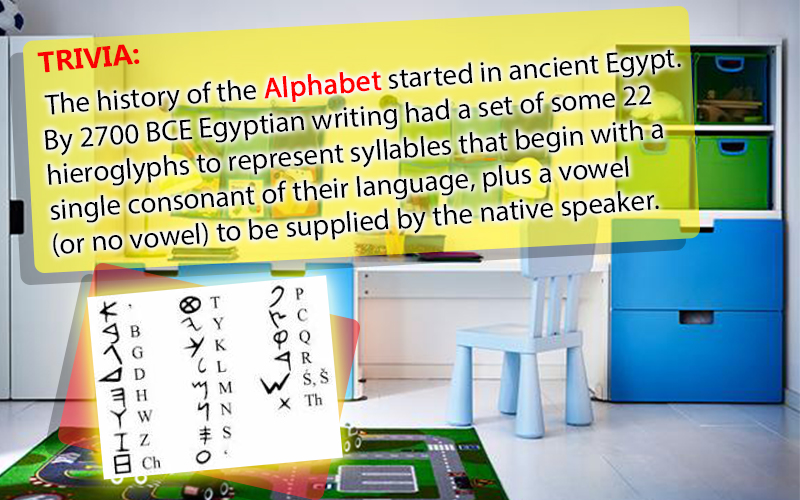 TRIVIA:
The history of the Alphabet started in ancient Egypt.
By 2700 BCE Egyptian writing had a set of some 22
hieroglyphs to represent syllables that begin with a
single consonant of their language, plus a vowel
(or no vowel) to be supplied by the native speaker.
𐤀 ʾ
𐤁 B
𐤂 G
𐤃 D
𐤄 H
𐤅 W
𐤆 Z
𐤇 Ch
𐤈 T
𐤉 Y
𐤊 K
𐤋 L
𐤌 M
𐤍 N
𐤎 S
𐤏 ʿ
𐤐 P
𐤑 C
𐤒 Q
𐤓 R
𐤔 Ś, Š
𐤕 Th